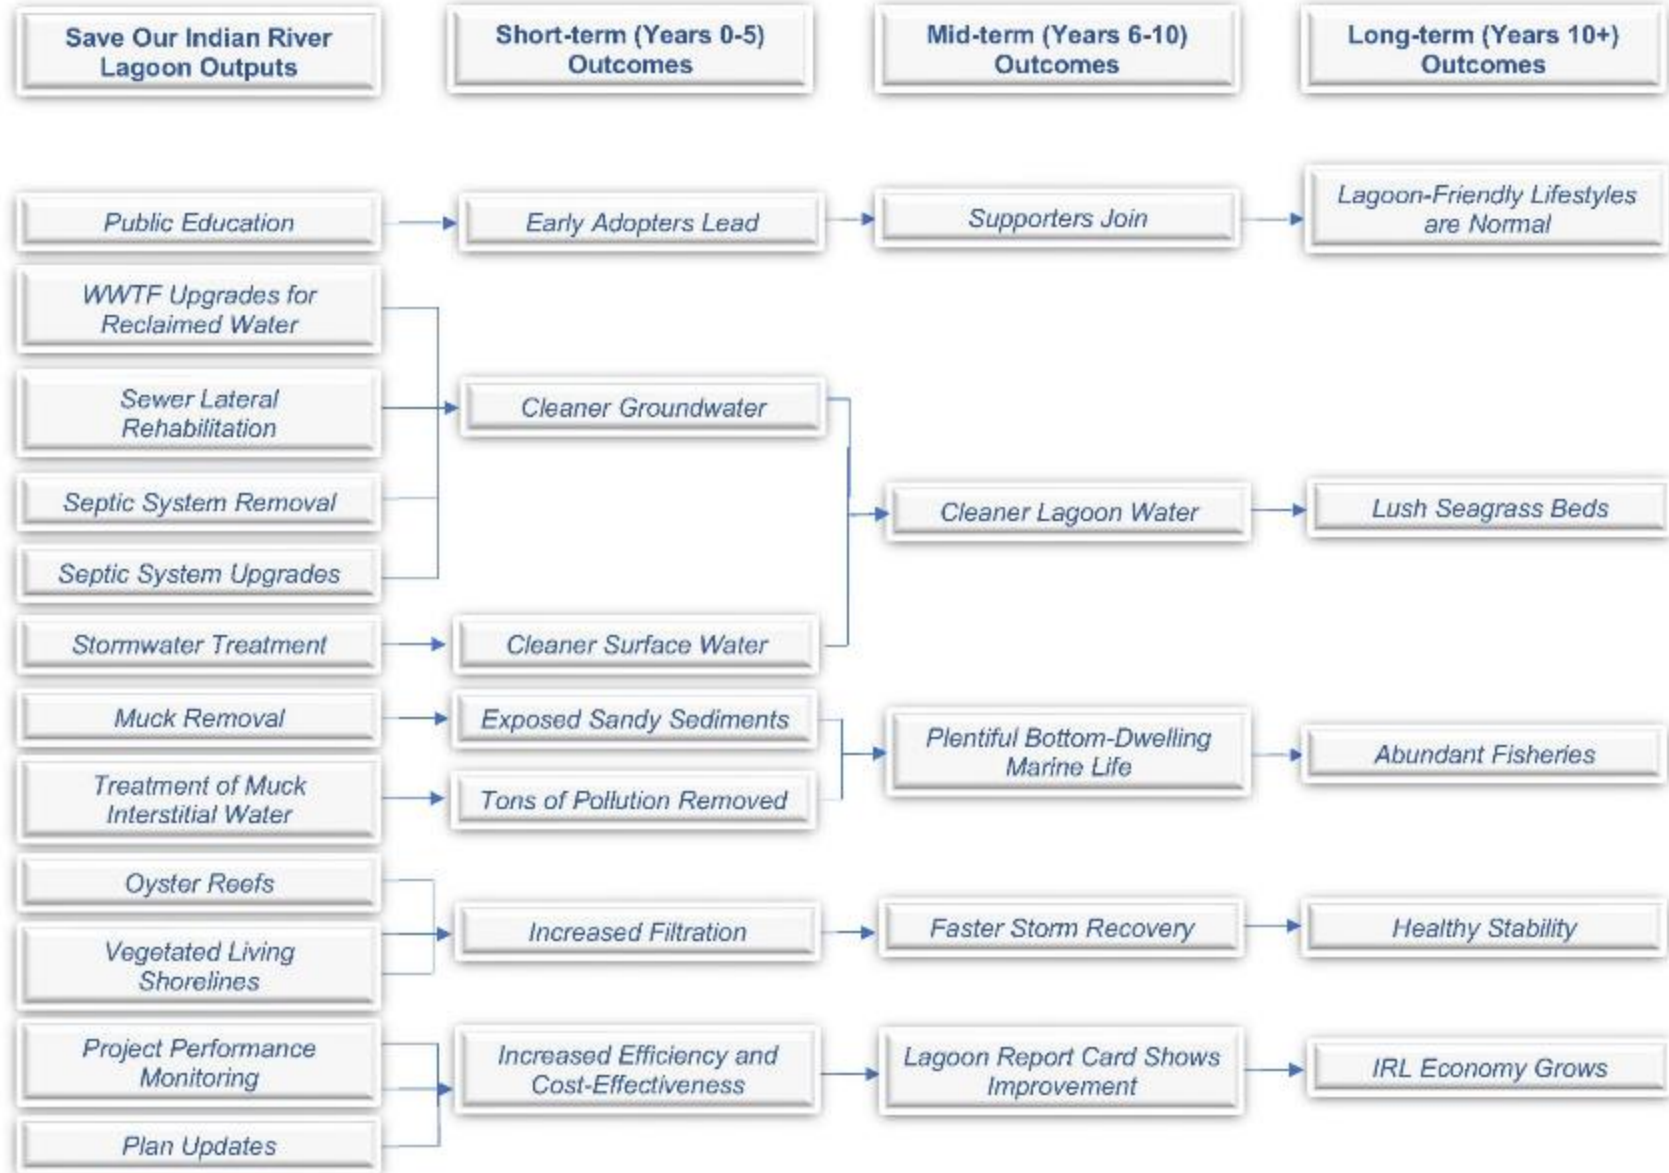 Save Our Indian River
Lagoon Outputs
Short-term (Years 0-5)
Outcomes
Mid-term (Years 6-10)
Outcomes
Long-term (Years 10+)
Outcomes
Public Education
Early Adopters Lead
Supporters Join
Lagoon-Friendly Lifestyles
are Normal
WWTF Upgrades for
Reclaimed Water
Sewer Lateral
Rehabilitation
Septic System Removal
Septic System Upgrades
Cleaner Groundwater
Stormwater Treatment
Cleaner Surface Water
Cleaner Lagoon Water
Lush Seagrass Beds
Muck Removal
Exposed Sandy Sediments
Treatment of Muck
Interstitial Water
Tons of Pollution Removed
Plentiful Bottom-Dwelling
Marine Life
Abundant Fisheries
Oyster Reefs
Vegetated Living
Shorelines
Increased Filtration
Faster Storm Recovery
Healthy Stability
Project Performance
Monitoring
Plan Updates
Increased Efficiency and
Cost-Effectiveness
Lagoon Report Card Shows
Improvement
IRL Economy Grows